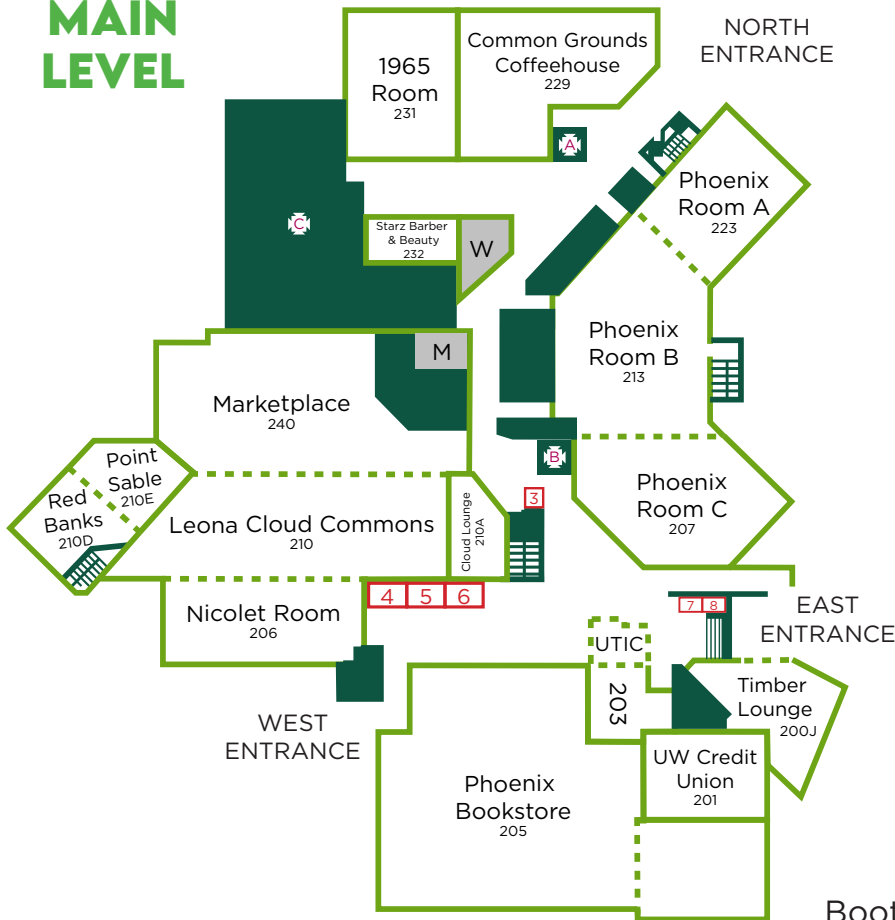 MAIN
LEVEL
NORTH
ENTRANCE
1965
Room
231
Common Grounds
Coffeehouse
229
A
Phoenix
Room A
223
C
Starz Barber
& Beauty
232
W
Phoenix
Room B
213
M
Marketplace
240
B
Point
Sable
210E
Red
Banks
210D
Leona Cloud Commons
210
Cloud Lounge
210A
3
Phoenix
Room C
207
4
5
6
Nicolet Room
206
7
8
EAST
ENTRANCE
UTIC
203
Timber
Lounge
200J
WEST
ENTRANCE
UW Credit
Union
201
Phoenix
Bookstore
205